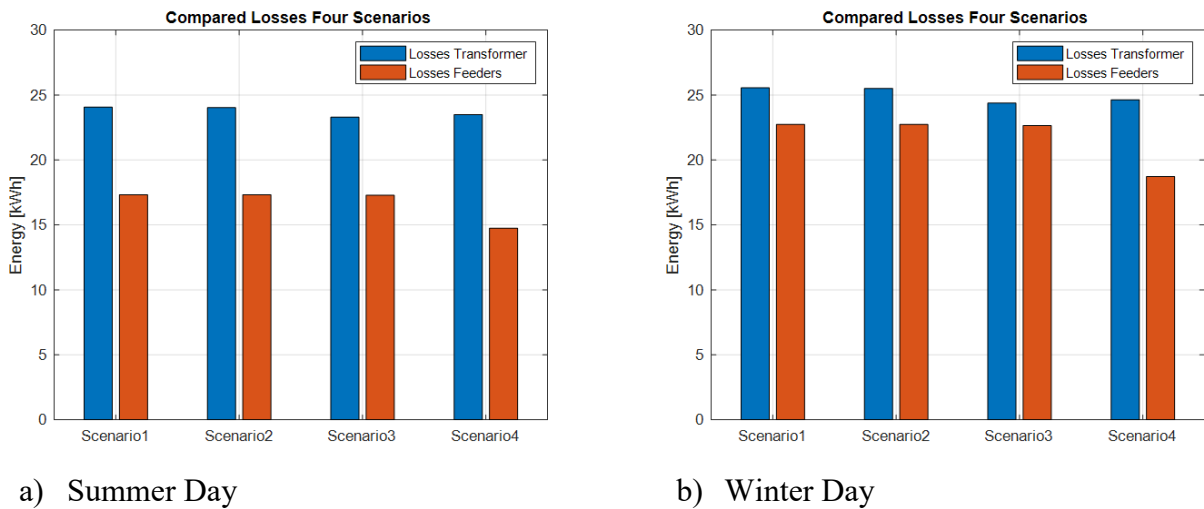 Compared Losses Four Scenarios
30
25
20
15
10
5
0
Energy [kWh]
Losses Transformer
Losses Feeders
Scenario1
Scenario2
Scenario3
Scenario4
a) Summer Day
Compared Losses Four Scenarios
30
25
20
15
10
5
0
Energy [kWh]
Losses Transformer
Losses Feeders
Scenario1
Scenario2
Scenario3
Scenario4
b) Winter Day